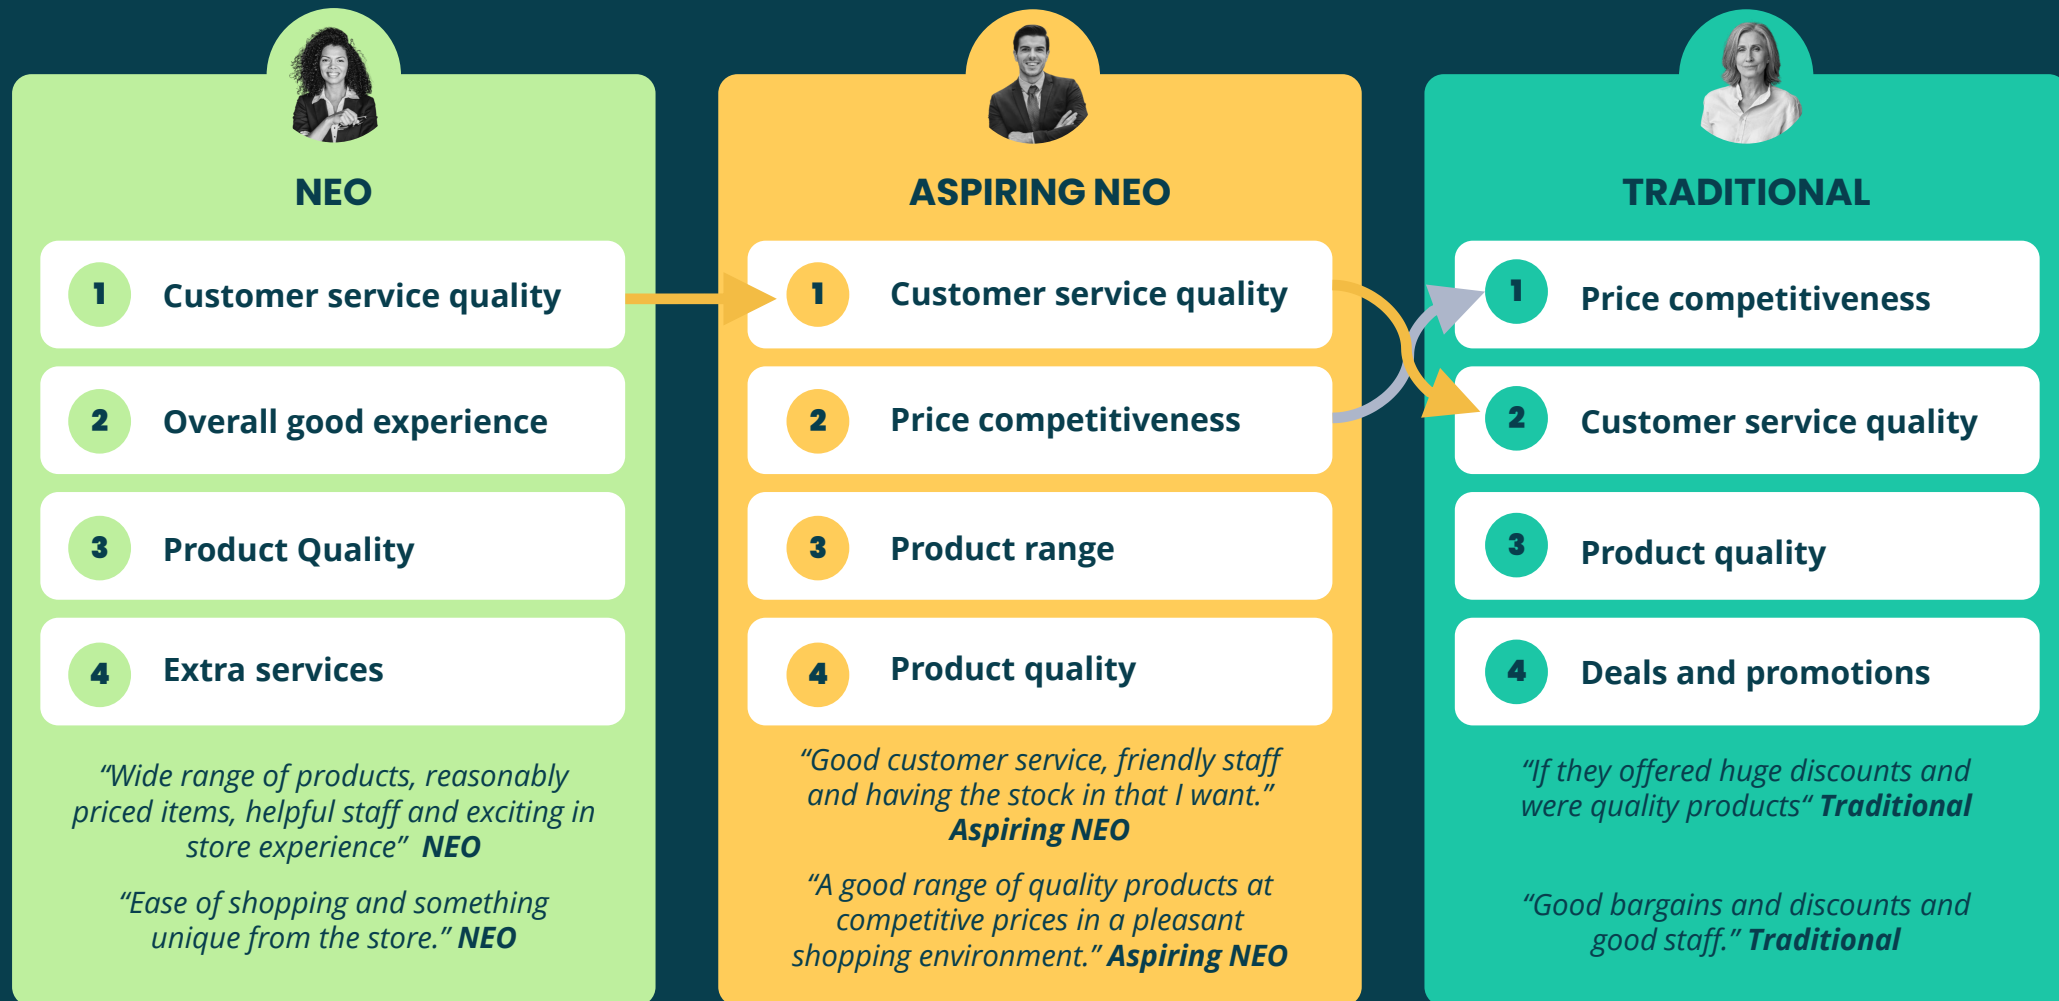 NEO
1 Customer service quality
2 Overall good experience
3 Product Quality
4 Extra services
“Wide range of products, reasonably
priced items, helpful staff and exciting in
store experience” NEO
“Ease of shopping and something
unique from the store.” NEO
ASPIRING NEO
1 Customer service quality
2 Price competitiveness
3 Product range
4 Product quality
“Good customer service, friendly staff
and having the stock in that I want.”
Aspiring NEO
“A good range of quality products at
competitive prices in a pleasant
shopping environment.” Aspiring NEO
TRADITIONAL
1 Price competitiveness
2 Customer service quality
3 Product quality
4 Deals and promotions
“If they offered huge discounts and
were quality products“ Traditional
“Good bargains and discounts and
good staff.” Traditional